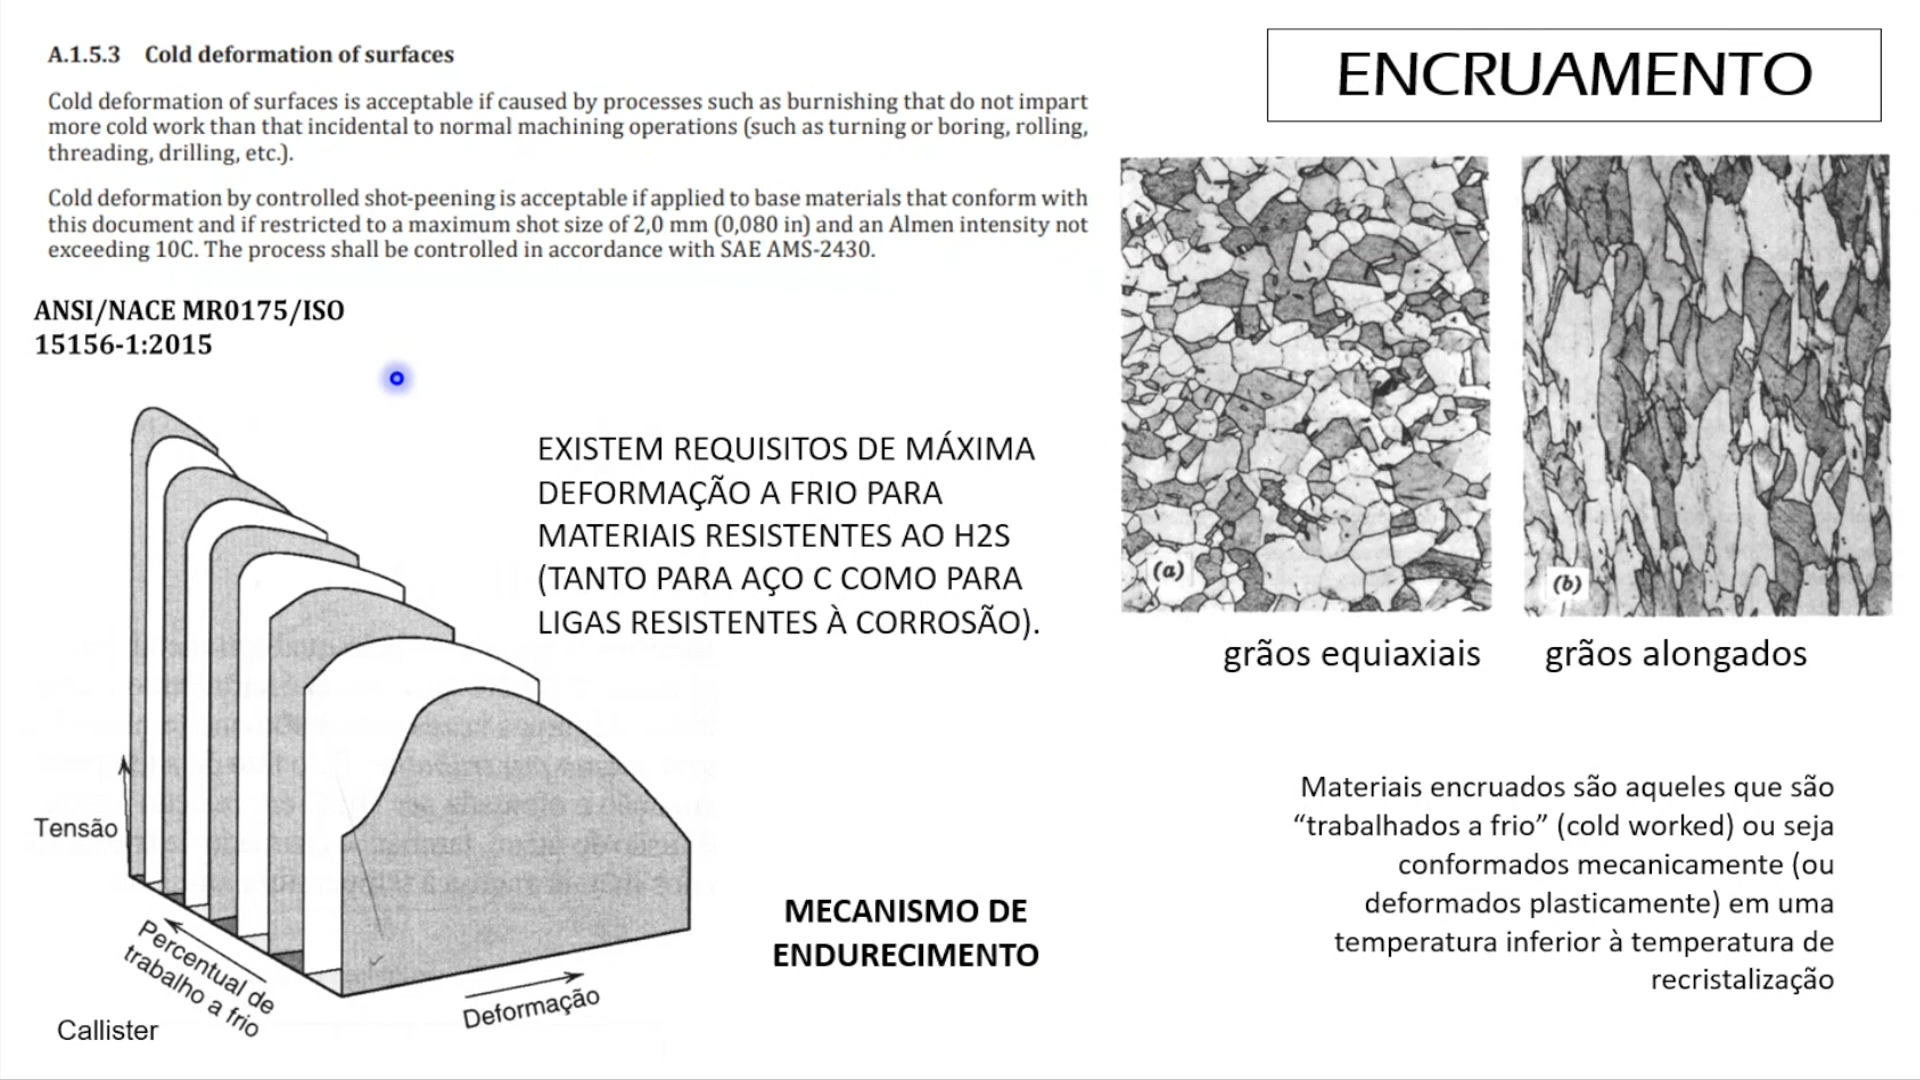 A.1.5.3 Cold deformation of surfaces
Cold deformation of surfaces is acceptable if caused by processes such as burnishing that do not impart
more cold work than that incidental to normal machining operations (such as turning or boring, rolling,
threading, drilling, etc.).
Cold deformation by controlled shot-peening is acceptable if applied to base materials that conform with
this document and if restricted to a maximum shot size of 2,0 mm (0,080 in) and an Almen intensity not
exceeding 10C. The process shall be controlled in accordance with SAE AMS-2430.
ANSI/NACE MR0175/ISO
15156-1:2015
ENCRUAMENTO
EXISTEM REQUISITOS DE MÁXIMA
DEFORMAÇÃO A FRIO PARA
MATERIAIS RESISTENTES AO H2S
(TANTO PARA AÇO C COMO PARA
LIGAS RESISTENTES À CORROSÃO).
(a)
(b)
grãos equiaxiais
grãos alongados
Tensão
Percentual de
trabalho a frio
Deformação
Callister
MECANISMO DE
ENDURECIMENTO
Materiais encruados são aqueles que são
“trabalhados a frio” (cold worked) ou seja
conformados mecanicamente (ou
deformados plasticamente) em uma
temperatura inferior à temperatura de
recristalização